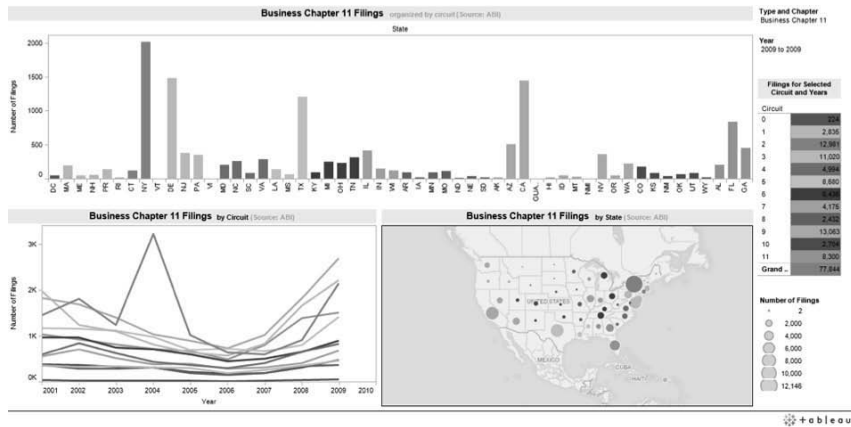 Business Chapter 11 Filings organized by circuit (Source: ABI)
State
Number of Filings
2000
1500
1000
500
0
DC MA ME NH PR RI CT NY VT DE NJ PA VI MD NC SC VA LA MS TX KY MI OH TN IL IN WI AR IA MN MO ND NE SD AK AZ CA GUA.. HI ID MT NMI NV OR WA CO KS NM OK UT WY AL FL GA
Type and Chapter
Business Chapter 11
Year
2009 to 2009
Filings for Selected
Circuit and Years
Circuit
0 224
1 2,836
2 12,981
3 11,020
4 4,994
5 8,680
6
7 4,176
8 2,432
9 13,063
10 2,704
11 8,300
Grand .. 77,844
Business Chapter 11 Filings by Circuit (Source: ABI)
Number of Filings
3K
2K
1K
0K
2001 2002 2003 2004 2005 2006 2007 2008 2009 2010
Year
Business Chapter 11 Filings by State (Source: ABI)
UNITED STATES
MEXICO
CUBA
HAITI
Number of Filings
2
2,000
4,000
6,000
8,000
10,000
12,146
+ableau